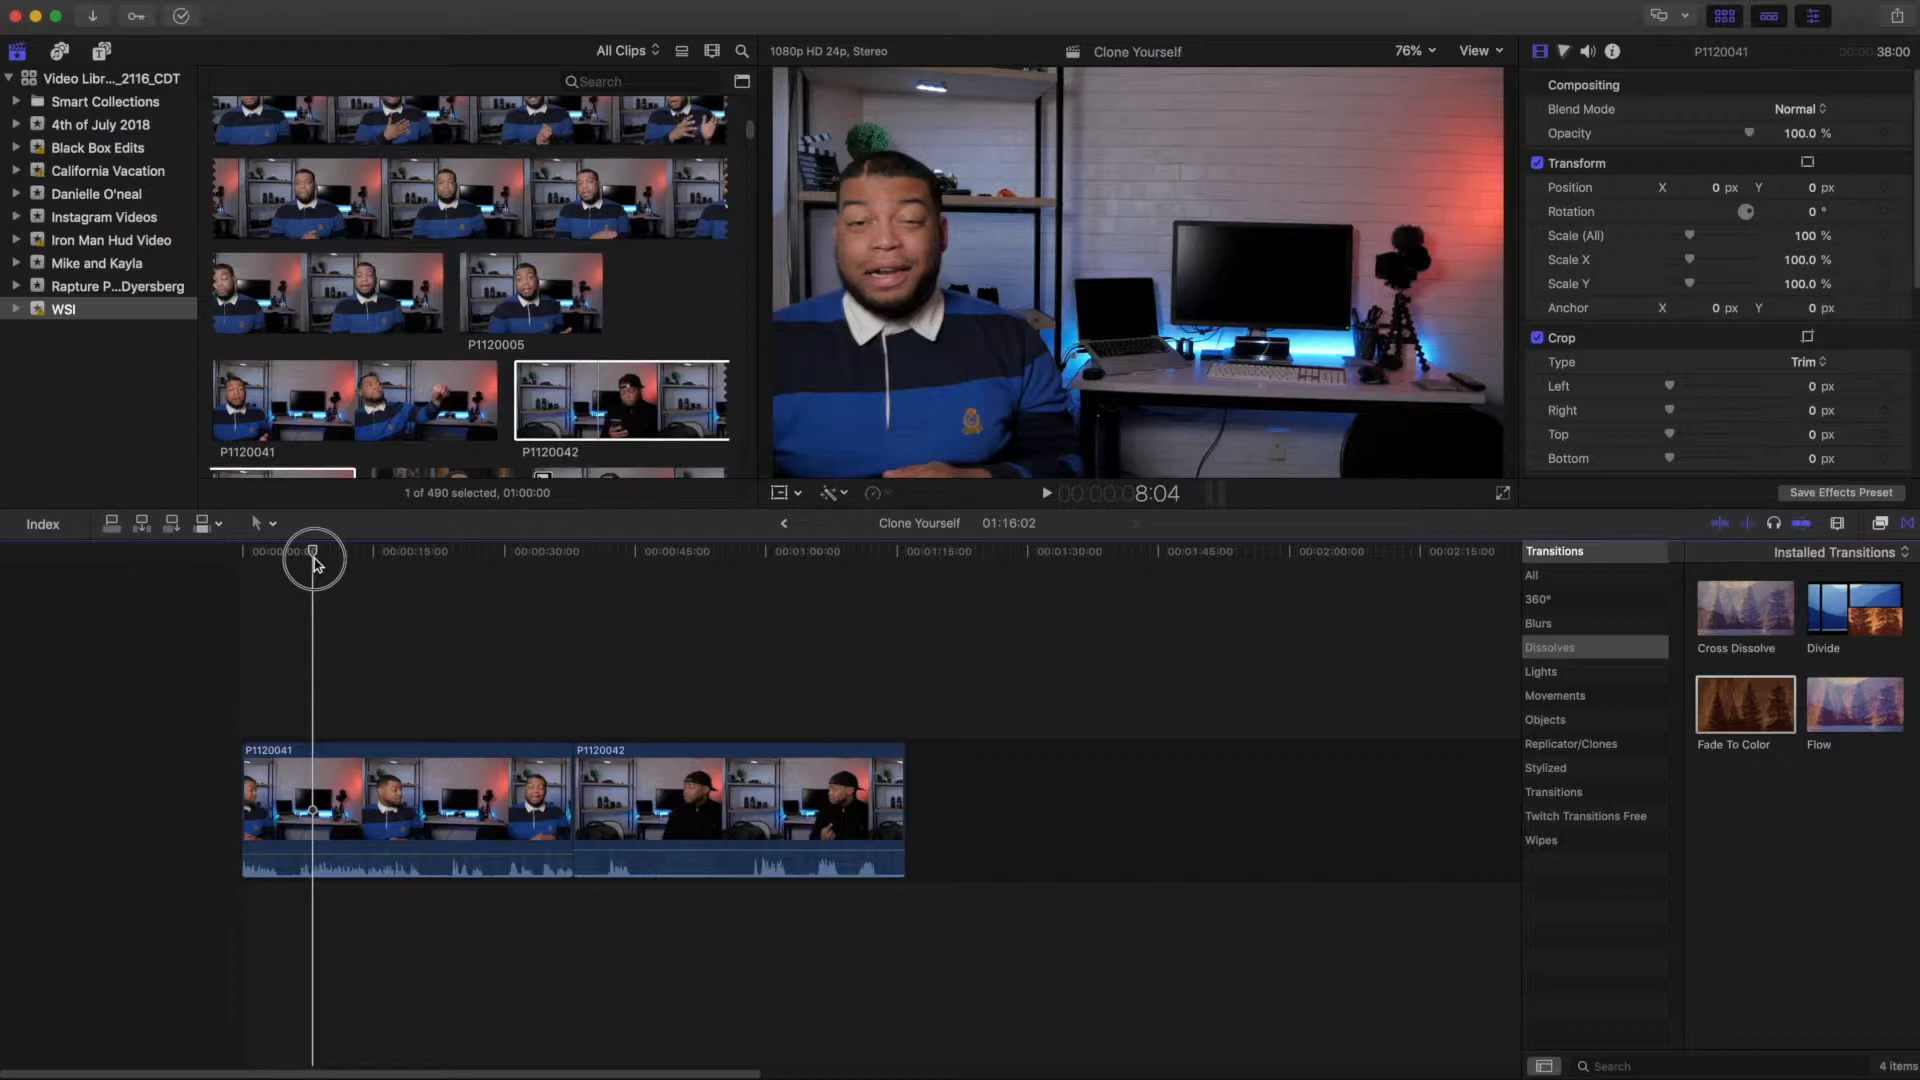 All Clips
1080p HD 24p, Stereo
Clone Yourself
76%
View
P1120041
38:00
Video Libr..._2116_CDT
Smart Collections
4th of July 2018
Black Box Edits
California Vacation
Danielle O'neal
Instagram Videos
Iron Man Hud Video
Mike and Kayla
Rapture P...Dyersberg
WSI
Search
P1120005
P1120041
P1120042
1 of 490 selected, 01:00:00
00:00:08:04
Compositing
Blend Mode
Normal
Opacity
100.0 %
Transform
Position X 0 px Y 0 px
Rotation 0 °
Scale (All) 100 %
Scale X 100.0 %
Scale Y 100.0 %
Anchor X 0 px Y 0 px
Crop
Type Trim
Left 0 px
Right 0 px
Top 0 px
Bottom 0 px
Save Effects Preset
Index
Clone Yourself
01:16:02
00:00:15:00
00:00:30:00
00:00:45:00
00:01:00:00
00:01:15:00
00:01:30:00
00:01:45:00
00:02:00:00
00:02:15:00
P1120041
P1120042
Transitions
Installed Transitions
All
360°
Blurs
Dissolves
Lights
Movements
Objects
Replicator/Clones
Stylized
Transitions
Twitch Transitions Free
Wipes
Cross Dissolve
Divide
Fade To Color
Flow
Search
4 items